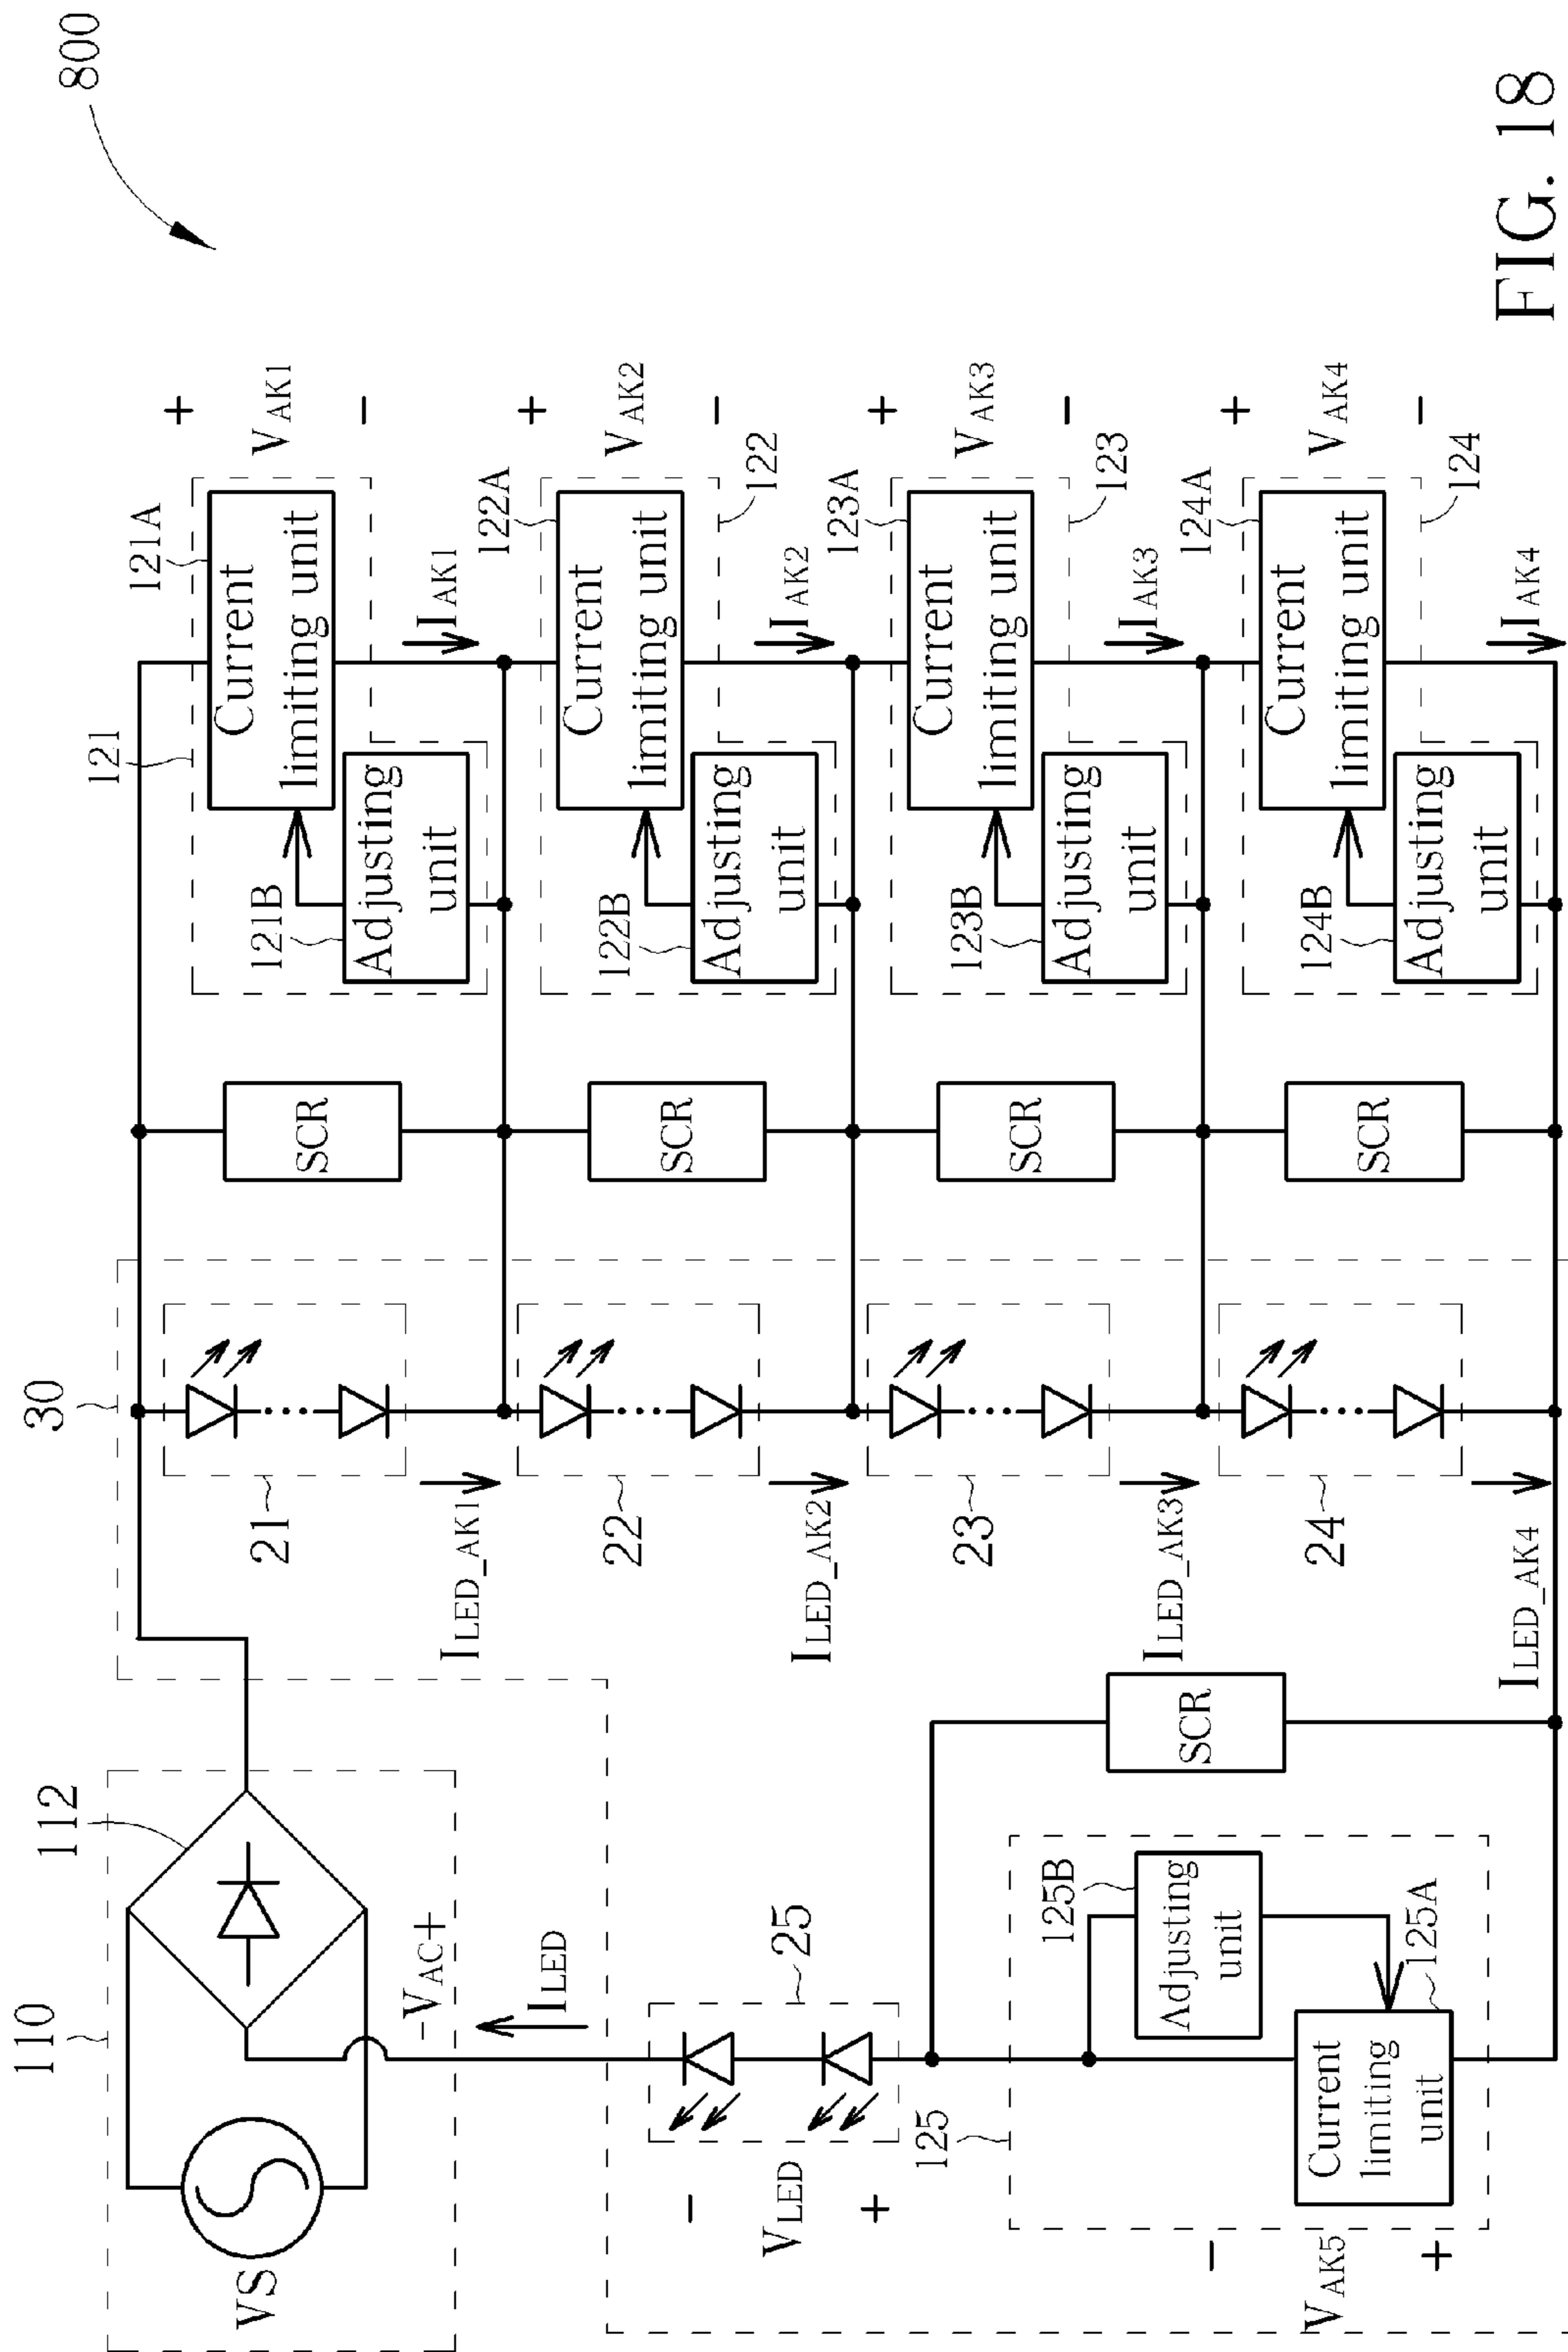 800
30
110
112
VS
-VAC+
ILED
21
22
23
24
25
ILED_AK1
ILED_AK2
ILED_AK3
ILED_AK4
SCR
SCR
SCR
SCR
SCR
121
121A
Current
limiting unit
121B
Adjusting
unit
+
VAK1
-
IAK1
122A
Current
limiting unit
122B
Adjusting
unit
122
+
VAK2
-
IAK2
123A
Current
limiting unit
123B
Adjusting
unit
123
+
VAK3
-
IAK3
124A
Current
limiting unit
124B
Adjusting
unit
124
+
VAK4
-
IAK4
-
VLED
+
125
125B
Adjusting
unit
125A
Current
limiting
unit
-
VAK5
+
FIG. 18